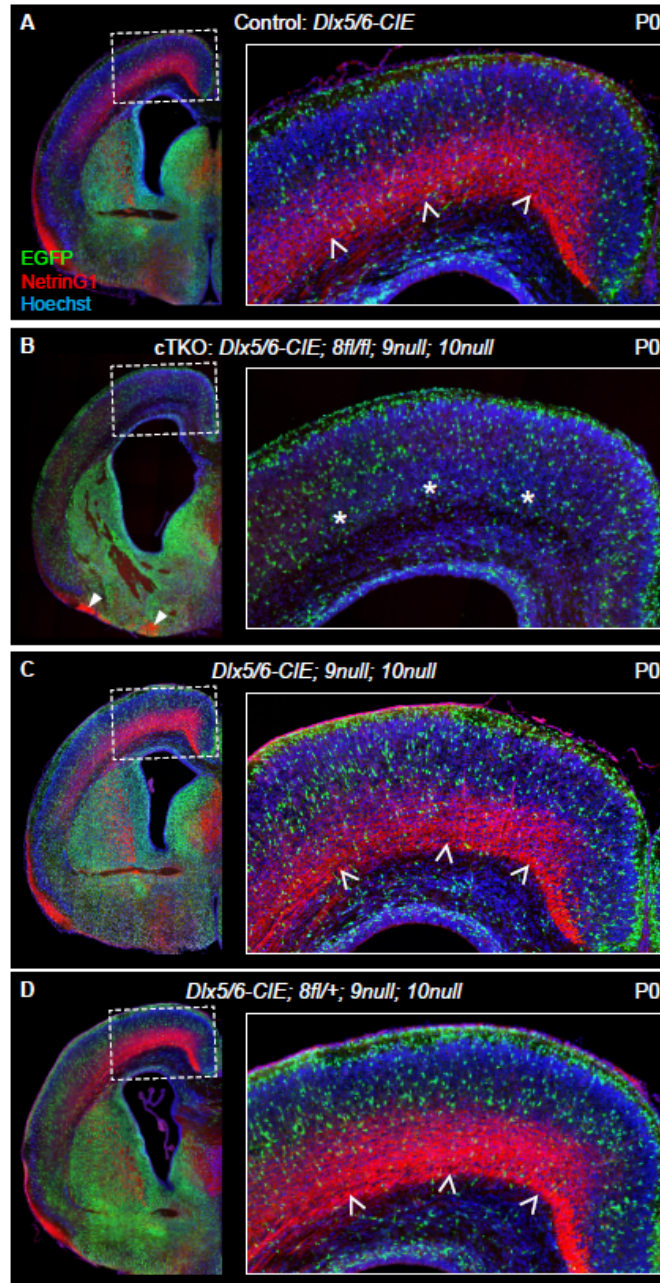 A Control: Dlx5/6-CIE P0
EGFP
NetrinG1
Hoechst
B cTKO: Dlx5/6-CIE; 8fl/fl; 9null; 10null P0
* * *
C Dlx5/6-CIE; 9null; 10null P0
D Dlx5/6-CIE; 8fl/+; 9null; 10null P0